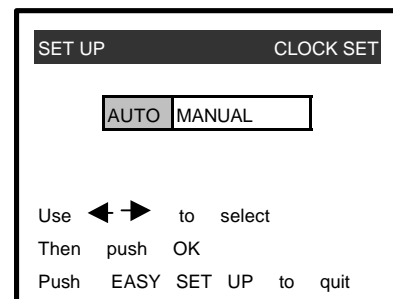 SET UP CLOCK SET
AUTO MANUAL
Use ◄ ► to select
Then push OK
Push EASY SET UP to quit